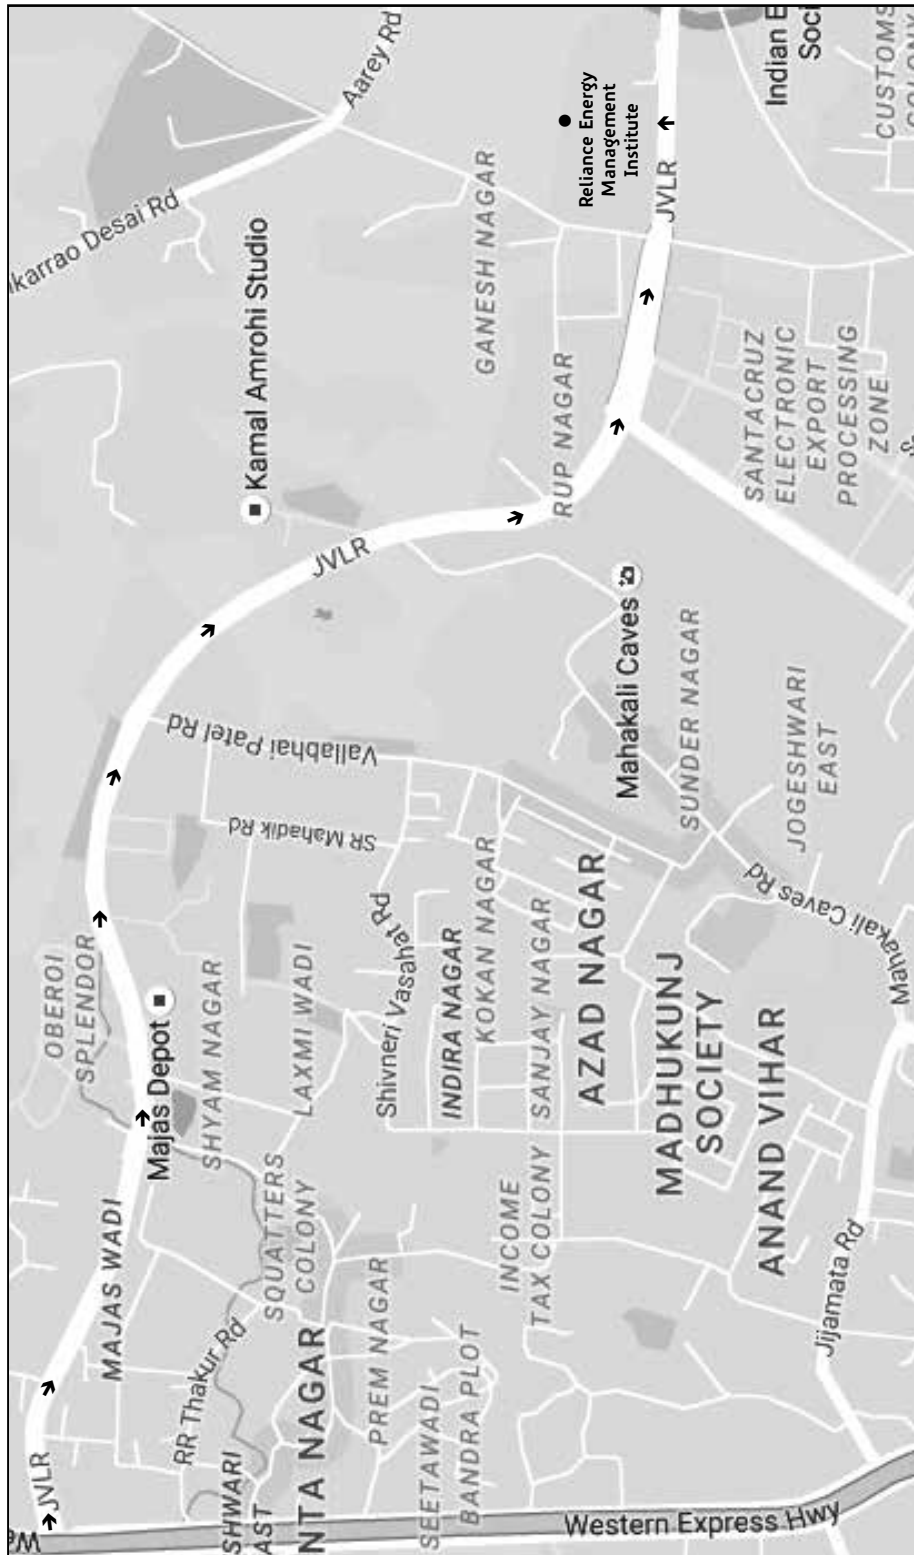 We
JVLR
MAJAS WADI
OBEROI
SPLENDOR
karrao Desai Rd
Majas Depot
RR Thakur Rd
SHYAM NAGAR
Vallabhai Patel Rd
SR Mahadik Rd
Kamal Amrohi Studio
Aarey Rd
SHWARI
AST
SQUATTERS
COLONY
LAXMI WADI
JVLR
NTA NAGAR
PREM NAGAR
Shivneri Vasahat Rd
INDIRA NAGAR
KOKAN NAGAR
GANESH NAGAR
SEETAWADI
BANDRA PLOT
INCOME
TAX COLONY
SANJAY NAGAR
RUP NAGAR
Reliance Energy
Management
Institute
AZAD NAGAR
Mahakali Caves
JVLR
Western Express Hwy
MADHUKUNJ
SOCIETY
SUNDER NAGAR
ANAND VIHAR
JOGESHWARI
EAST
SANTACRUZ
ELECTRONIC
EXPORT
PROCESSING
ZONE
Indian E
Soci
Jijamata Rd
Mahakali Caves Rd
CUSTOMS
COLONY